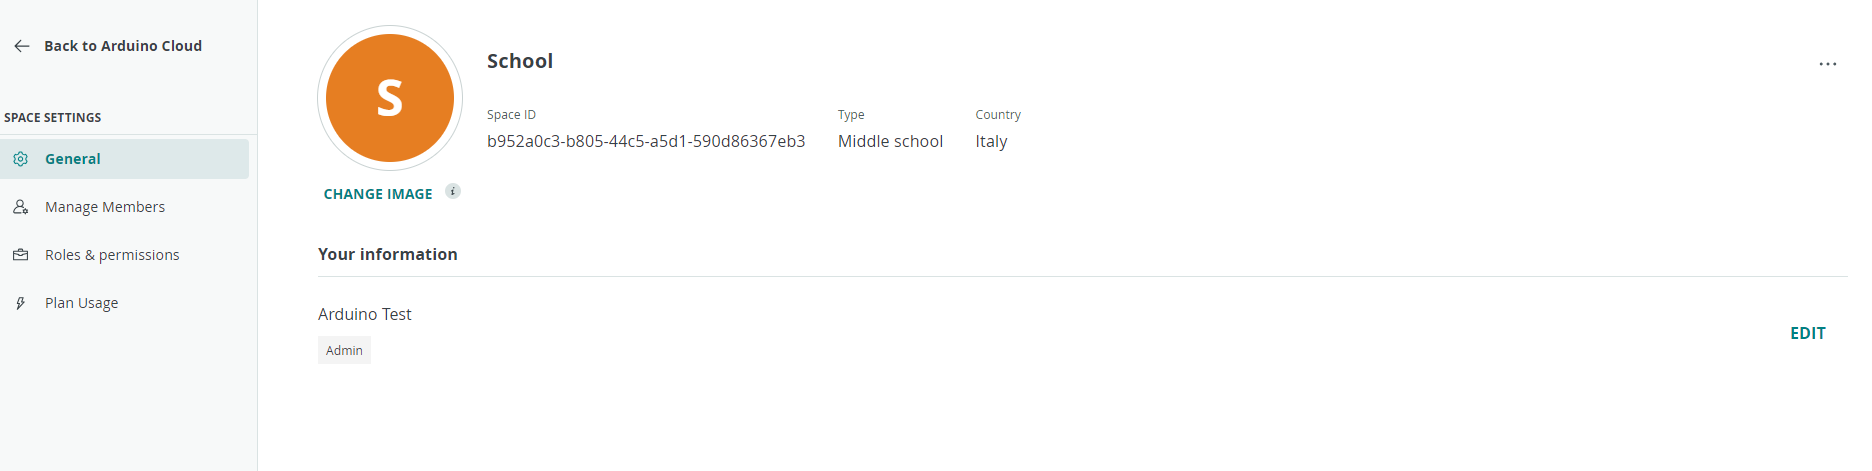 Back to Arduino Cloud
SPACE SETTINGS
General
Manage Members
Roles & permissions
Plan Usage
S
CHANGE IMAGE i
School
...
Space ID Type Country
b952a0c3-b805-44c5-a5d1-590d86367eb3 Middle school Italy
Your information
Arduino Test
Admin
EDIT